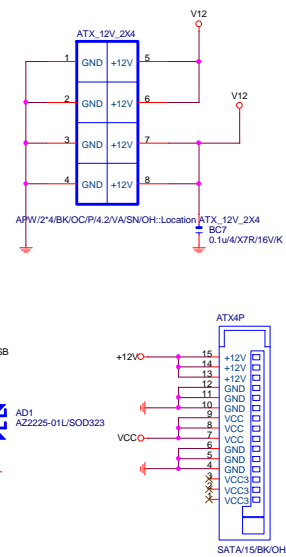 V12
ATX_12V_2X4
1 GND +12V 5
2 GND +12V 6
V12
3 GND +12V 7
4 GND +12V 8
APW/2*4/BK/OC/P/4.2/VA/SN/OH::Location ATX_12V_2X4
BC7
0.1u/4/X7R/16V/K
ATX4P
SB
AD1
AZ2225-01L/SOD323
+12V 15 +12V
14 +12V
13 +12V
12 GND
11 GND
10 GND
9 VCC
VCC 8 VCC
7 VCC
6 GND
5 GND
4 GND
3 VCC3
2 VCC3
1 VCC3
SATA/15/BK/OH